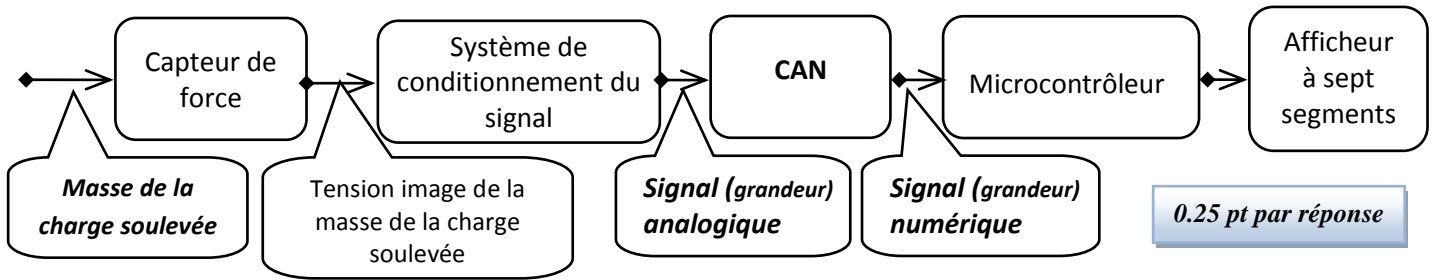 Capteur de
force
Système de
conditionnement du
signal
CAN
Microcontrôleur
Afficheur
à sept
segments
Masse de la
charge soulevée
Tension image de la
masse de la charge
soulevée
Signal (grandeur)
analogique
Signal (grandeur)
numérique
0.25 pt par réponse